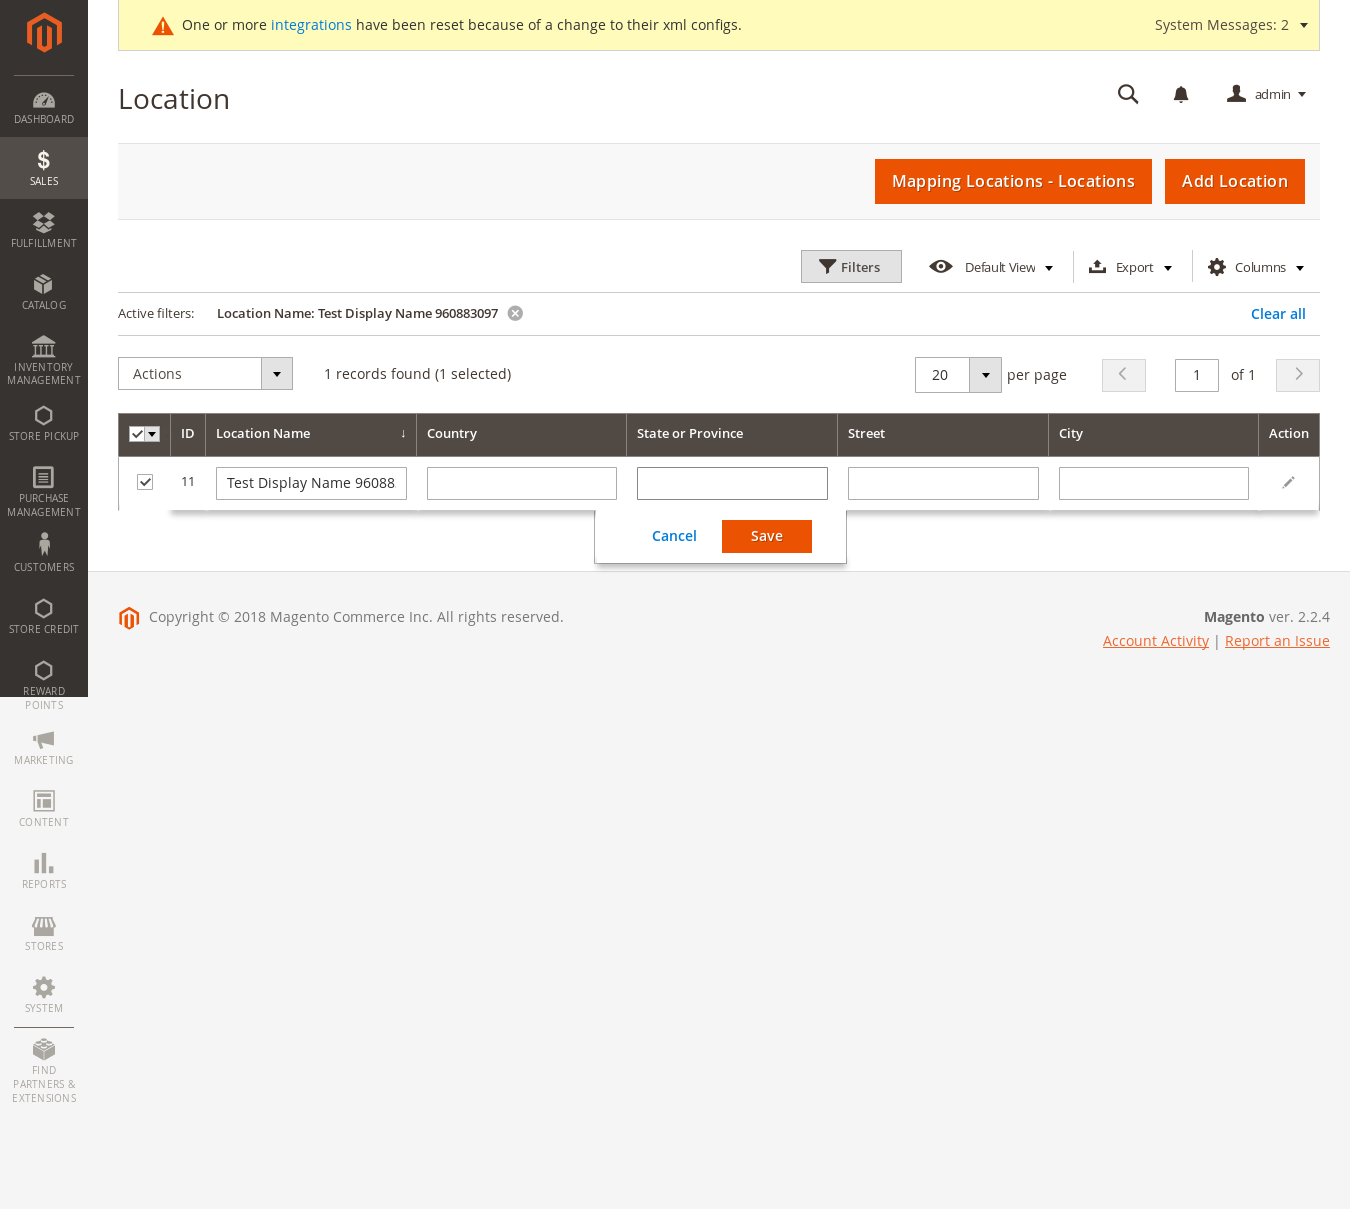 One or more integrations have been reset because of a change to their xml configs.
System Messages: 2
Location
admin
Mapping Locations - Locations
Add Location
Filters
Default View
Export
Columns
Active filters:
Location Name: Test Display Name 960883097
Clear all
Actions
1 records found (1 selected)
20
per page
1
of 1
ID
Location Name ↓
Country
State or Province
Street
City
Action
11
Test Display Name 96088
Cancel
Save
Copyright © 2018 Magento Commerce Inc. All rights reserved.
Magento ver. 2.2.4
Account Activity | Report an Issue
DASHBOARD
$
SALES
FULFILLMENT
CATALOG
INVENTORY
MANAGEMENT
STORE PICKUP
PURCHASE
MANAGEMENT
CUSTOMERS
STORE CREDIT
REWARD
POINTS
MARKETING
CONTENT
REPORTS
STORES
SYSTEM
FIND
PARTNERS &
EXTENSIONS